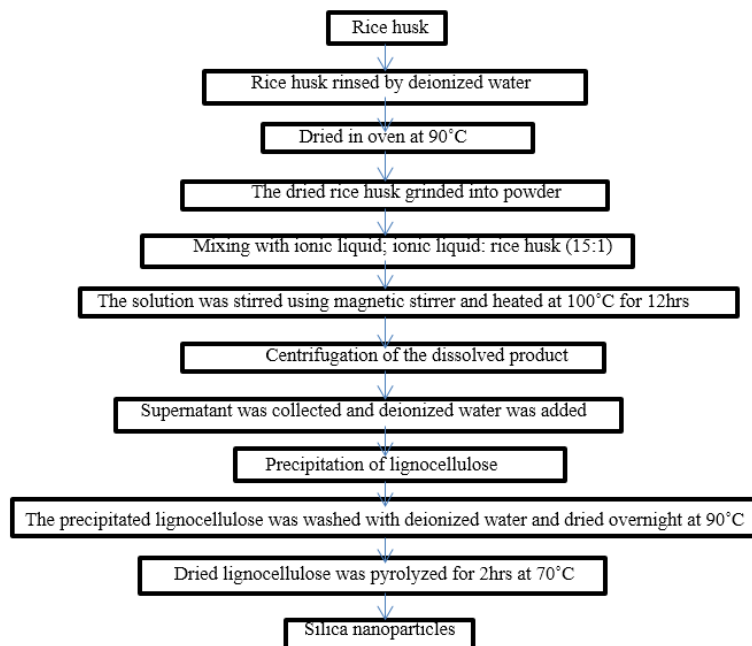 Rice husk
Rice husk rinsed by deionized water
Dried in oven at 90˚C
The dried rice husk grinded into powder
Mixing with ionic liquid; ionic liquid: rice husk (15:1)
The solution was stirred using magnetic stirrer and heated at 100˚C for 12hrs
Centrifugation of the dissolved product
Supernatant was collected and deionized water was added
Precipitation of lignocellulose
The precipitated lignocellulose was washed with deionized water and dried overnight at 90˚C
Dried lignocellulose was pyrolyzed for 2hrs at 70˚C
Silica nanoparticles